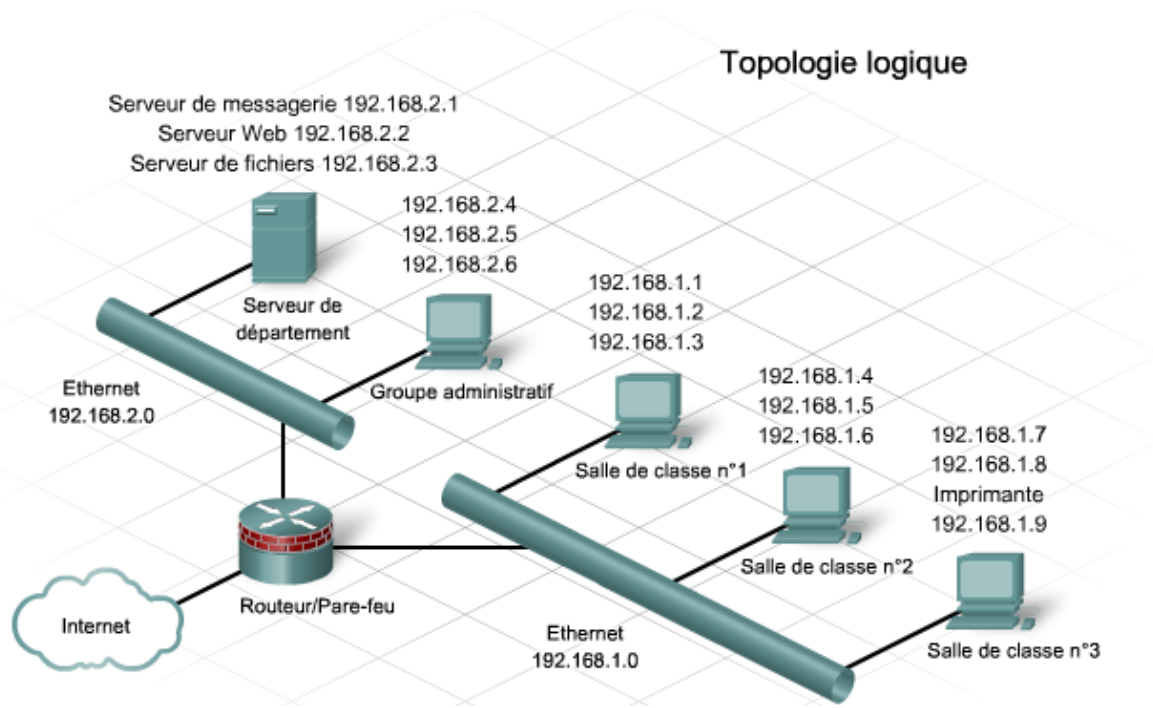 Topologie logique
Serveur de messagerie 192.168.2.1
Serveur Web 192.168.2.2
Serveur de fichiers 192.168.2.3
192.168.2.4
192.168.2.5
192.168.2.6
Serveur de
département
Groupe administratif
Ethernet
192.168.2.0
192.168.1.1
192.168.1.2
192.168.1.3
Salle de classe n°1
192.168.1.4
192.168.1.5
192.168.1.6
Salle de classe n°2
192.168.1.7
192.168.1.8
Imprimante
192.168.1.9
Salle de classe n°3
Routeur/Pare-feu
Internet
Ethernet
192.168.1.0